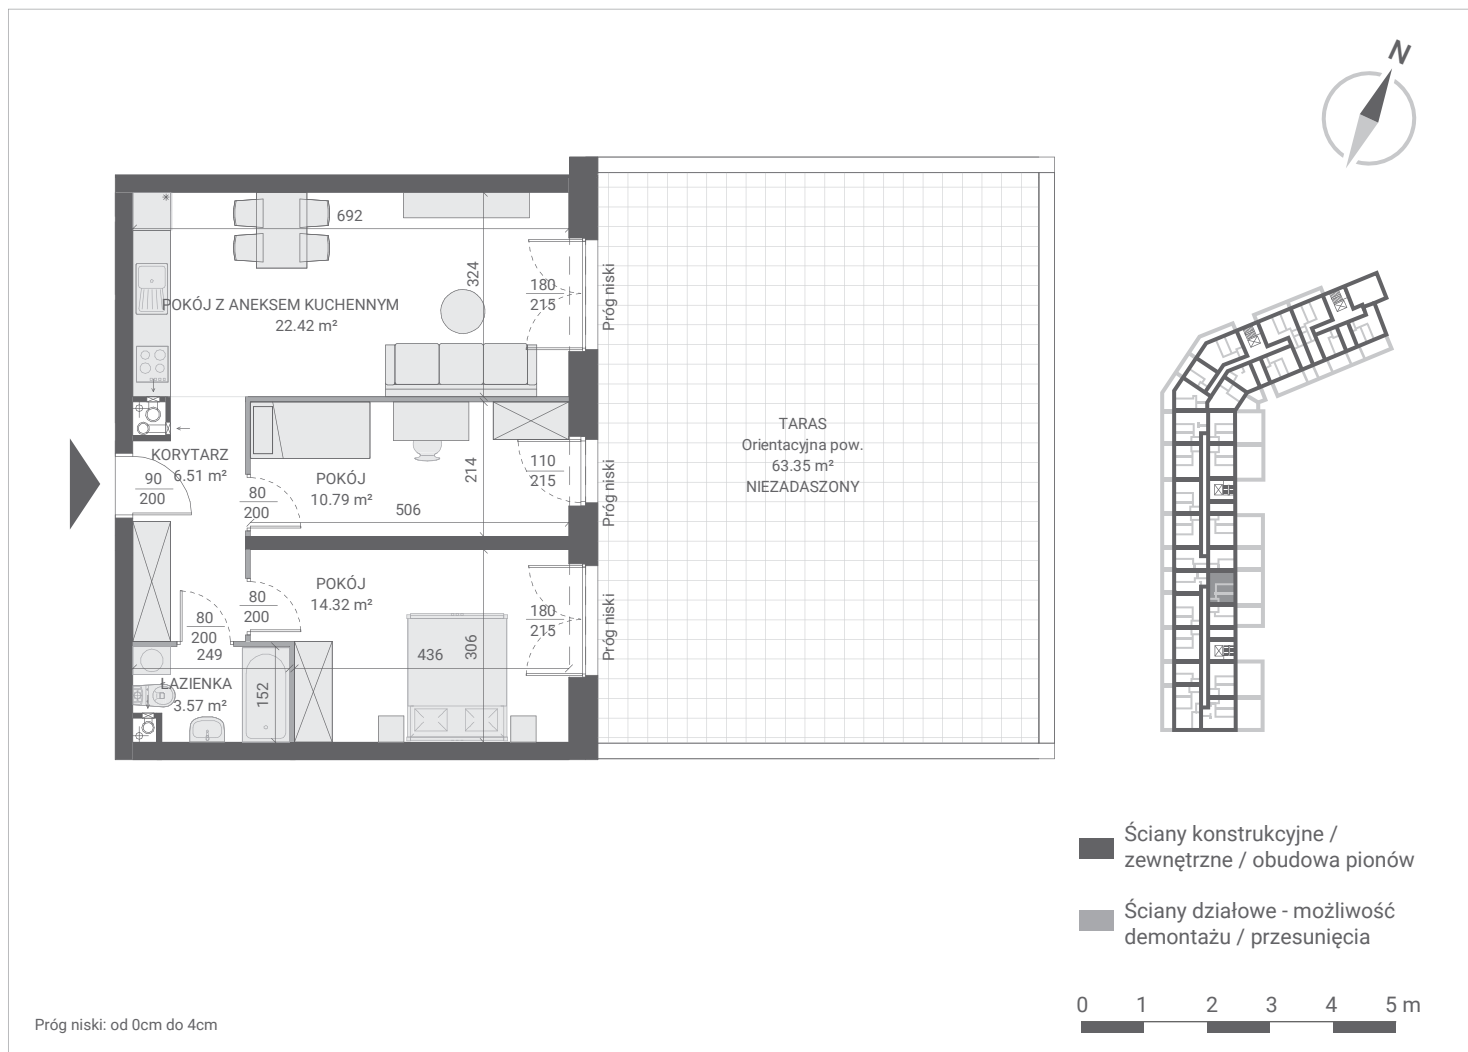 N
692
324
180
215
Próg niski
POKÓJ Z ANEKSEM KUCHENNYM
22.42 m²
TARAS
Orientacyjna pow.
63.35 m²
NIEZADASZONY
KORYTARZ
6.51 m²
90
200
80
200
POKÓJ
10.79 m²
506
214
110
215
Próg niski
POKÓJ
14.32 m²
80
200
80
200
249
436
306
180
215
Próg niski
ŁAZIENKA
3.57 m²
152
Ściany konstrukcyjne /
zewnętrzne / obudowa pionów
Ściany działowe - możliwość
demontażu / przesunięcia
0 1 2 3 4 5 m
Próg niski: od 0cm do 4cm